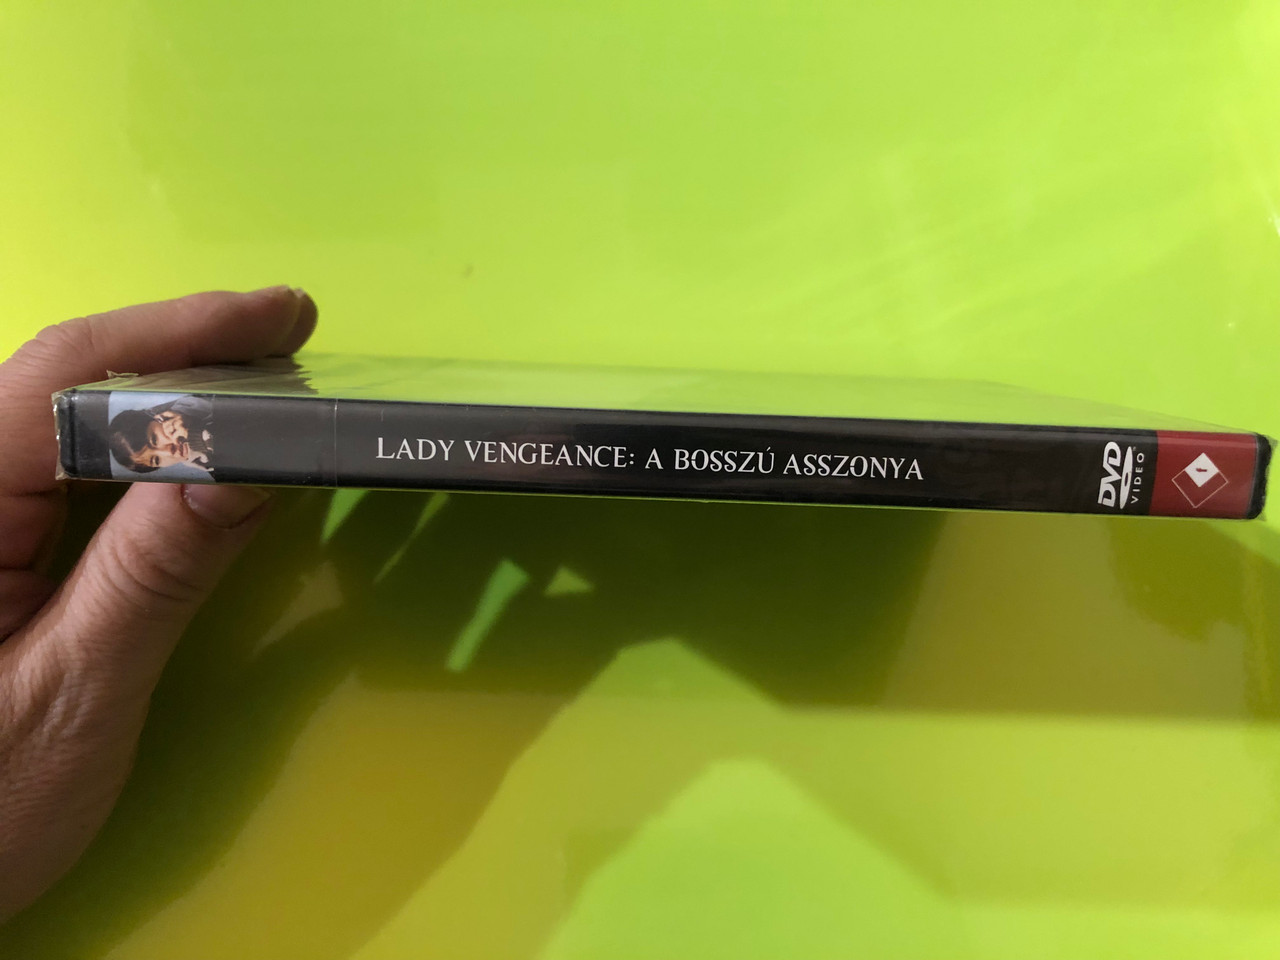 LADY VENGEANCE: A BOSSZÚ ASSZONYA
DVD
VIDEO